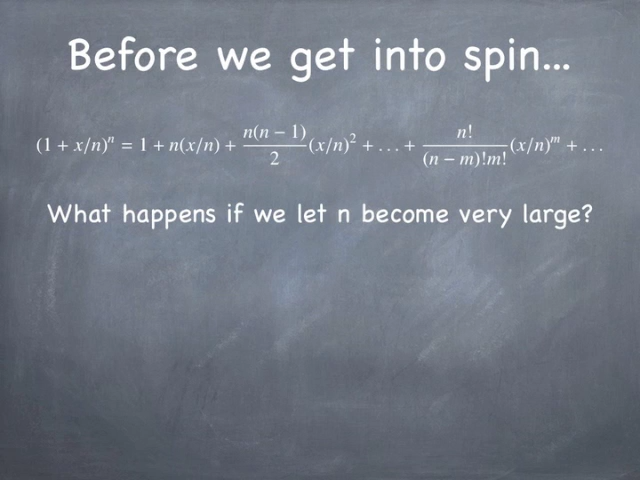 Before we get into spin...
(1 + x/n)ⁿ = 1 + n(x/n) + n(n − 1)/2 (x/n)² + . . . + n!/(n − m)!m! (x/n)ᵐ + . . .
What happens if we let n become very large?